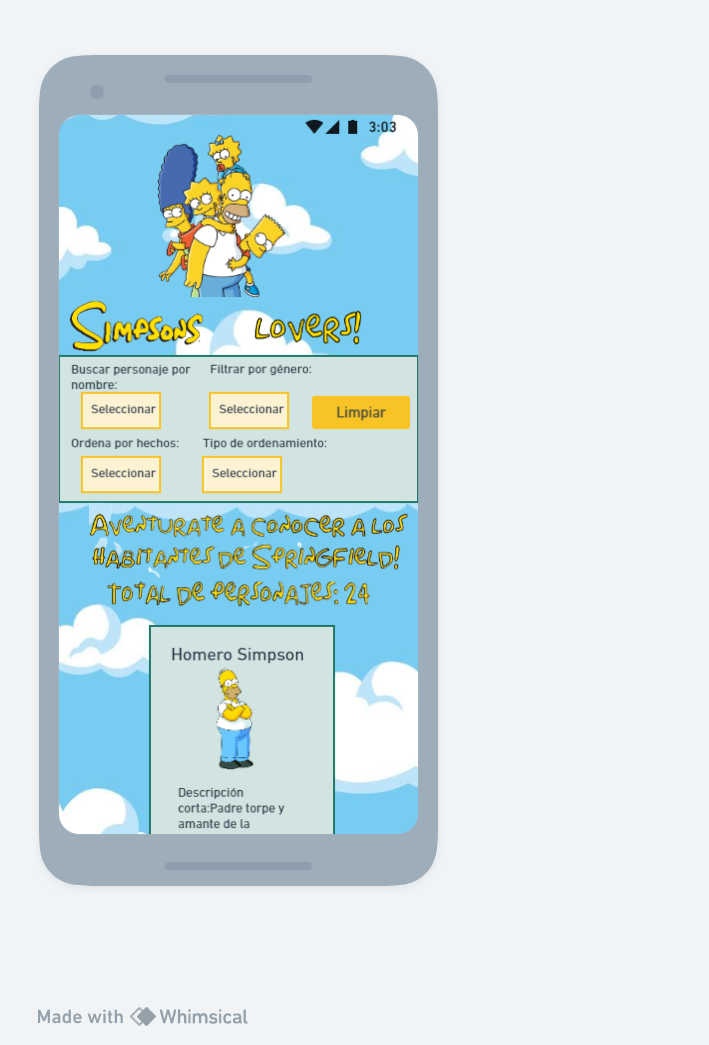 3:03
SIMPSONS LOVERS!
Buscar personaje por
nombre:
Filtrar por género:
Seleccionar
Seleccionar
Limpiar
Ordena por hechos:
Tipo de ordenamiento:
Seleccionar
Seleccionar
AVENTURATE A CONOCER A LOS
HABITANTES DE SPRINGFIELD!
TOTAL DE PERSONAJES: 24
Homero Simpson
Descripción
corta:Padre torpe y
amante de la
Made with Whimsical